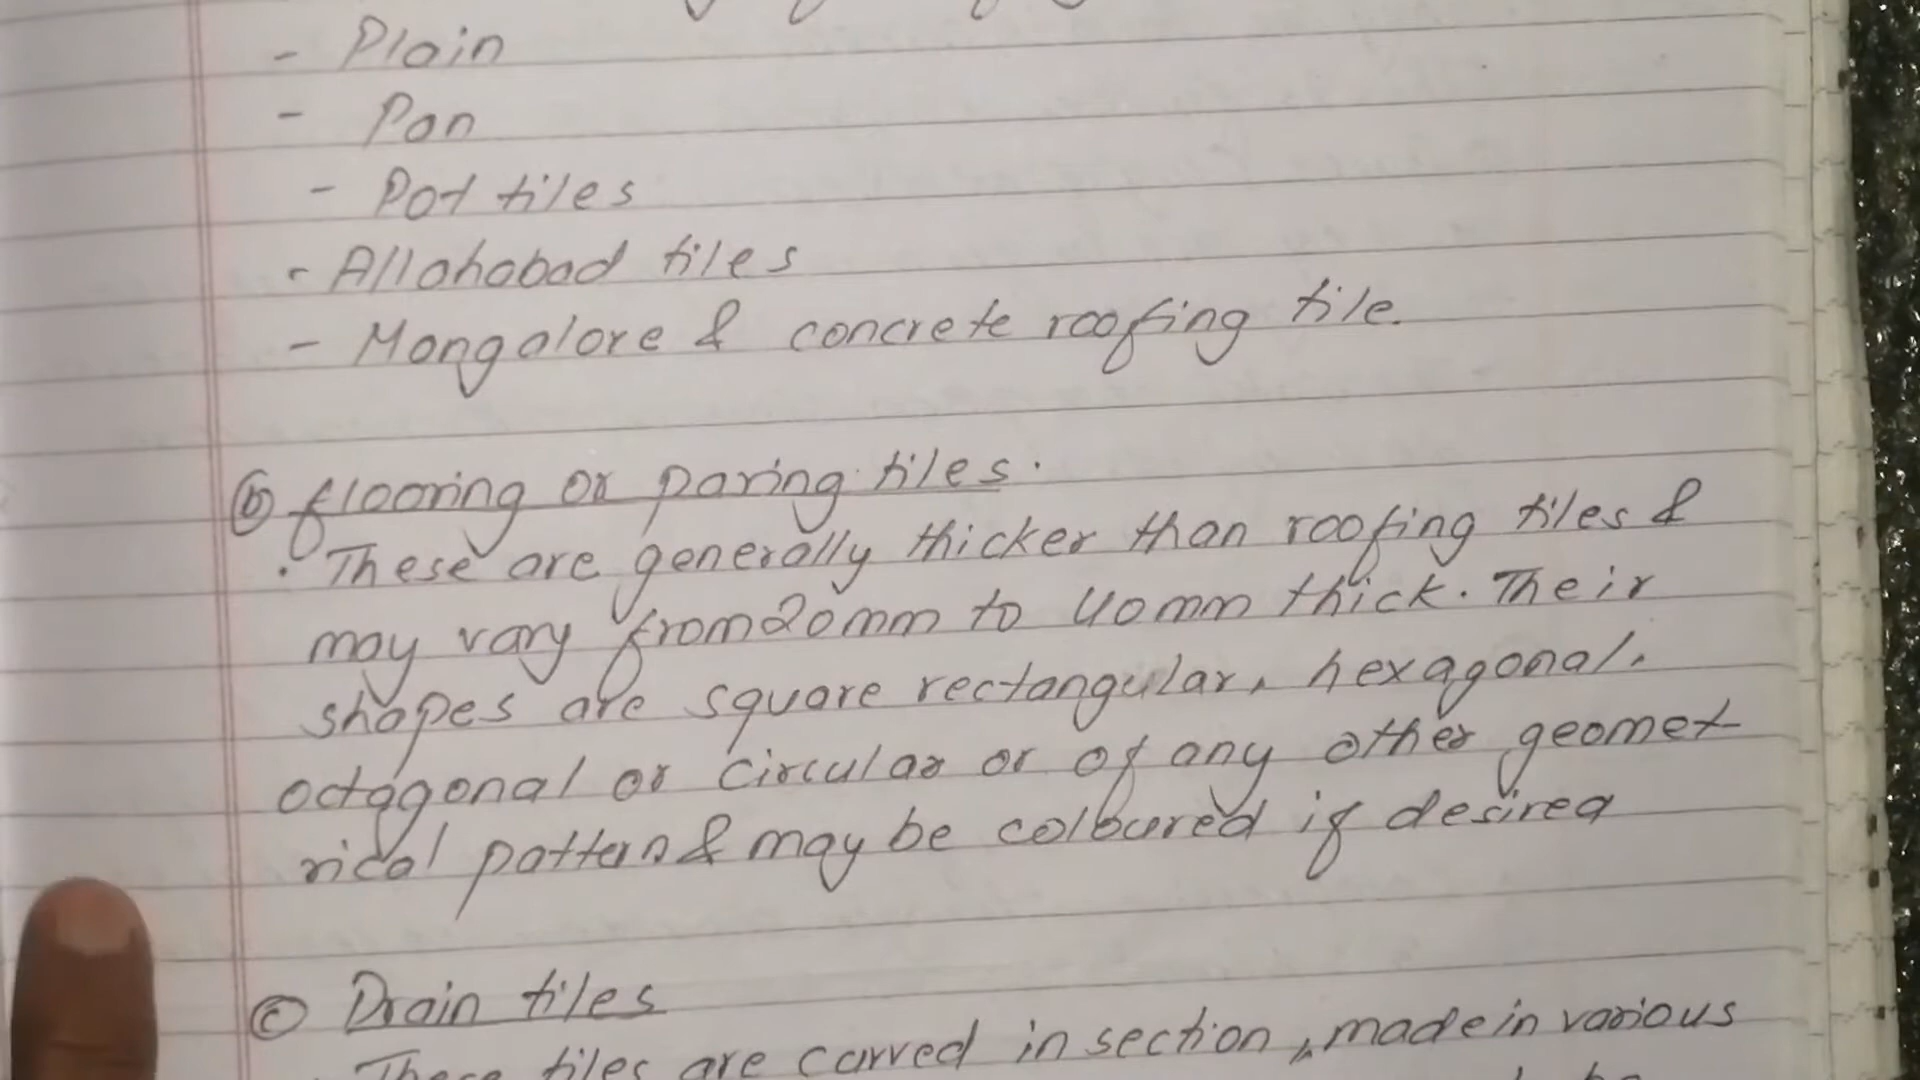 - Plain
- Pan
- Pot tiles
- Allahabad tiles
- Mangalore & concrete roofing tile.
ⓑ flooring or paring tiles.
. These are generally thicker than roofing tiles &
may vary from 20mm to 40mm thick. Their
shapes are square rectangular, hexagonal.
octagonal or circular or of any other geomet-
rical pattern & may be coloured if desired
ⓒ Drain tiles
These tiles are curved in section, made in various